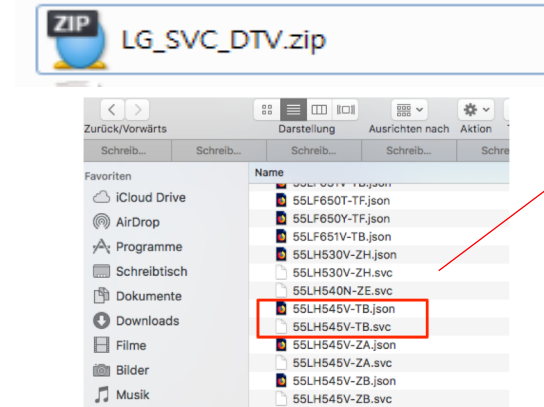 ZIP
LG_SVC_DTV.zip
Zurück/Vorwärts
Darstellung
Ausrichten nach
Aktion
Schreib...
Schreib...
Schreib...
Schreib...
Schre
Favoriten
iCloud Drive
AirDrop
Programme
Schreibtisch
Dokumente
Downloads
Filme
Bilder
Musik
Name
55LF650T-TF.json
55LF650Y-TF.json
55LF651V-TB.json
55LH530V-ZH.json
55LH530V-ZH.svc
55LH540N-ZE.svc
55LH545V-TB.json
55LH545V-TB.svc
55LH545V-ZA.json
55LH545V-ZA.svc
55LH545V-ZB.json
55LH545V-ZB.svc